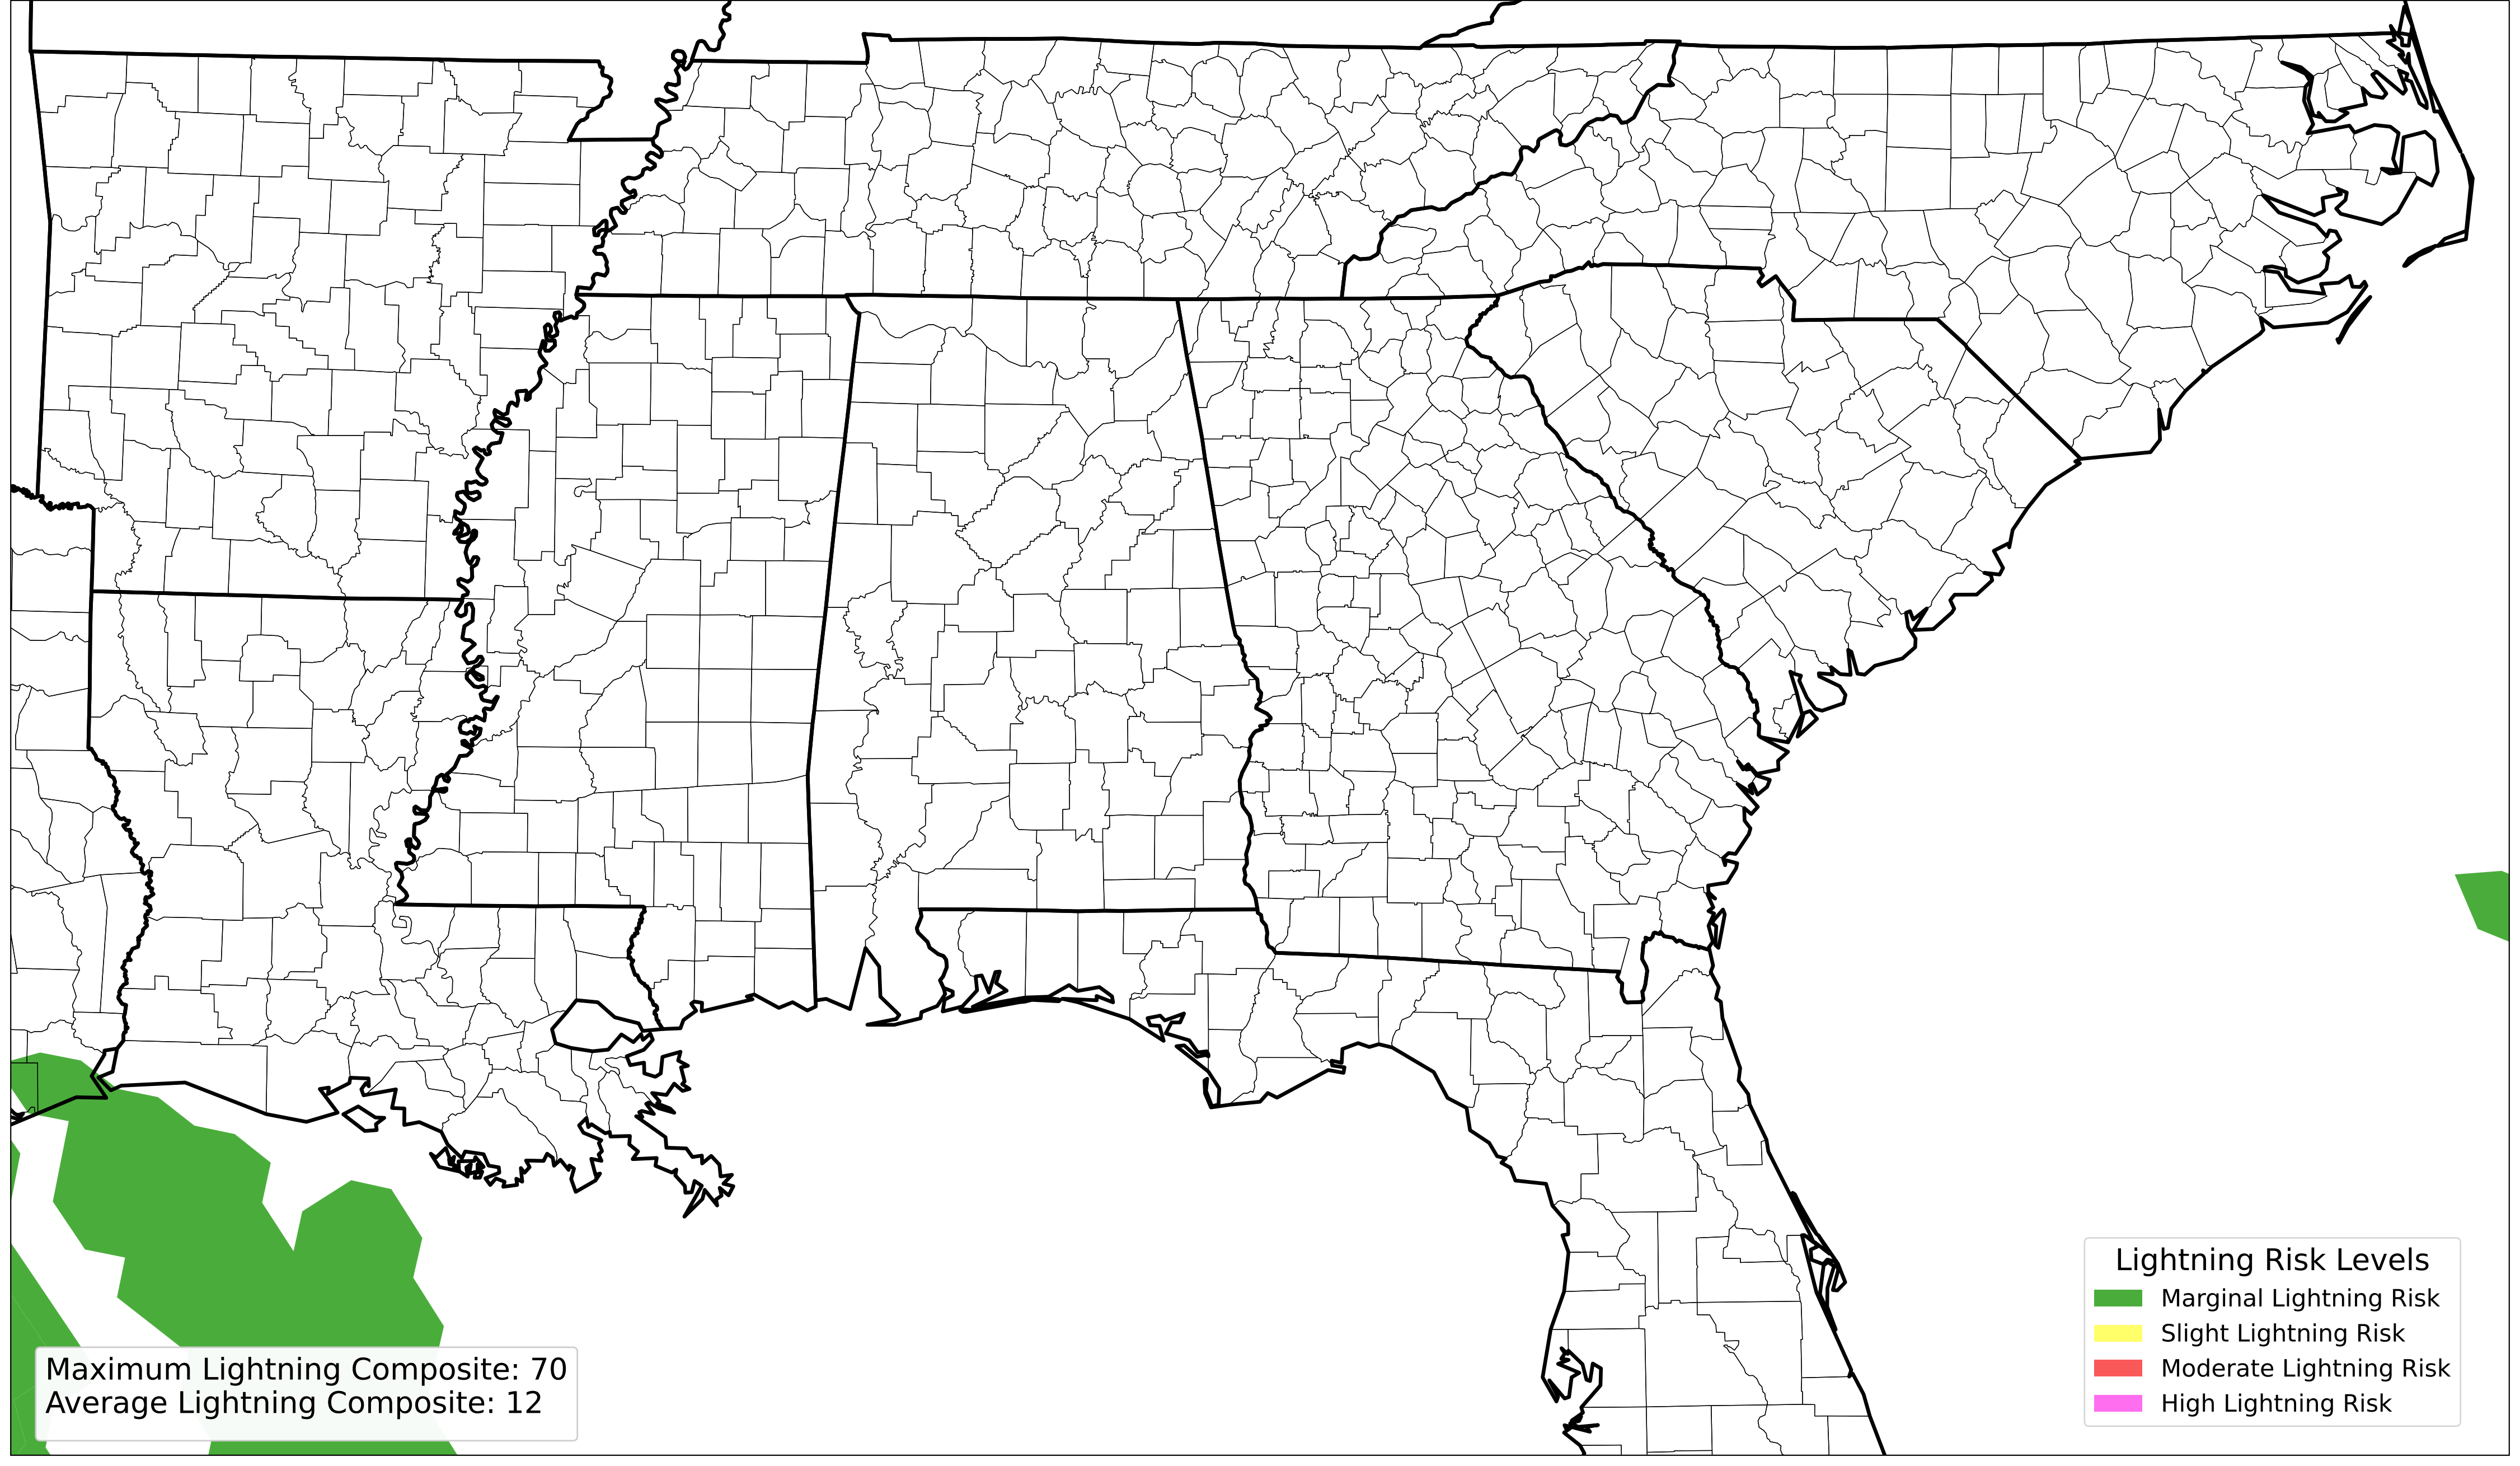 Maximum Lightning Composite: 70
Average Lightning Composite: 12
Lightning Risk Levels
Marginal Lightning Risk
Slight Lightning Risk
Moderate Lightning Risk
High Lightning Risk